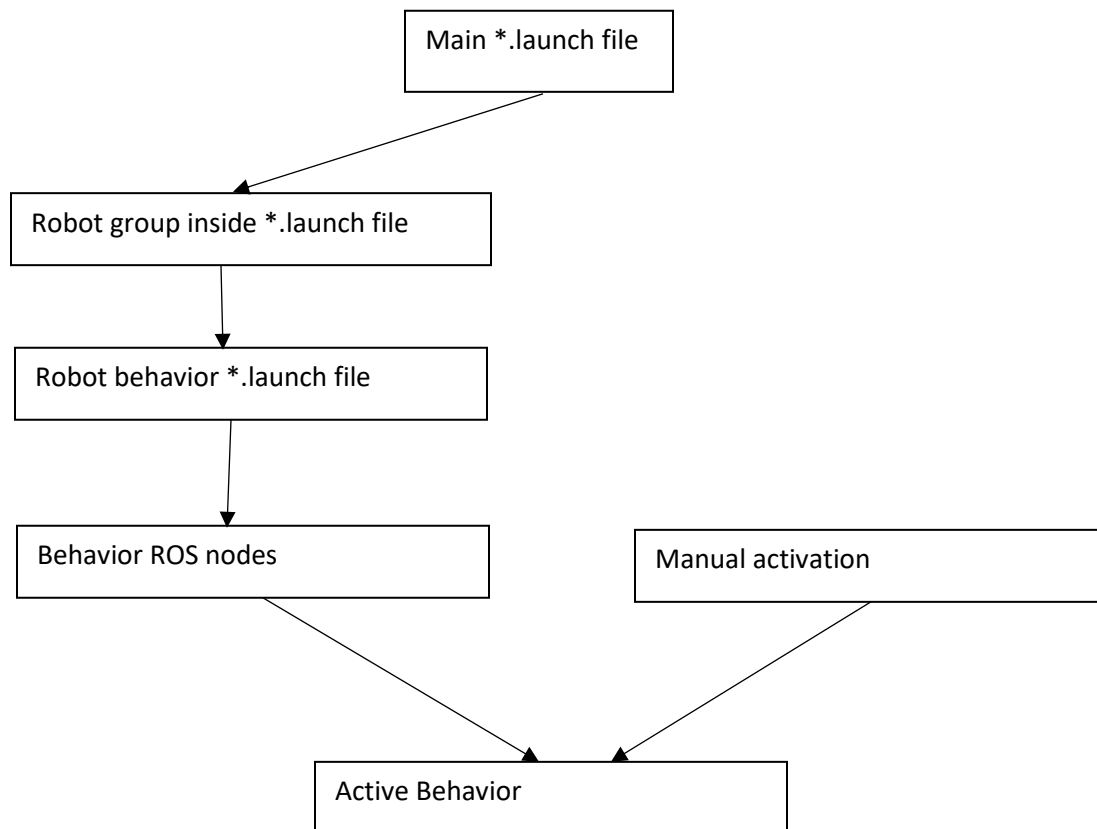 Main *.launch file
Robot group inside *.launch file
Robot behavior *.launch file
Behavior ROS nodes
Manual activation
Active Behavior